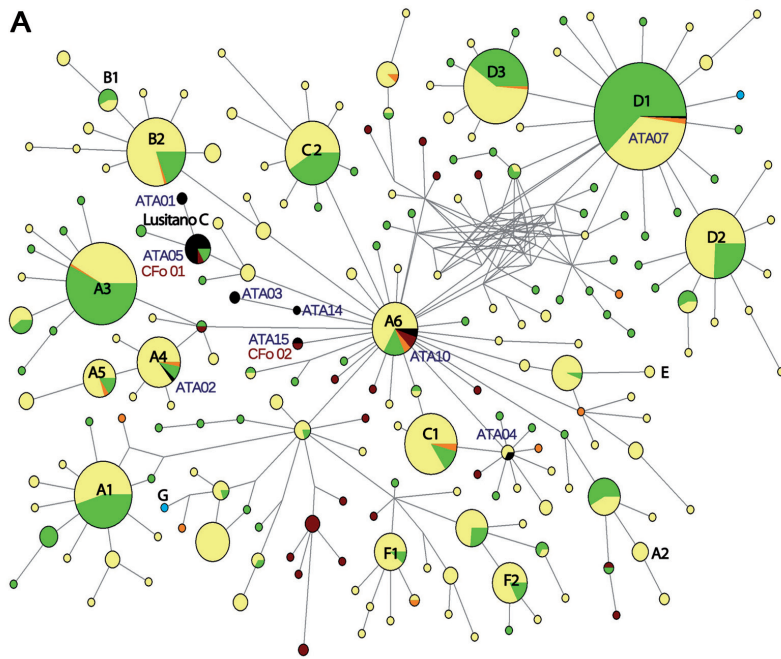 A
B1
D3
D1
B2
C2
ATA07
ATA01
Lusitano C
ATA05
CFo 01
D2
A3
ATA03
ATA14
A6
ATA15
CFo 02
ATA10
A4
A5
ATA02
E
C1
ATA04
A1
G
F1
F2
A2